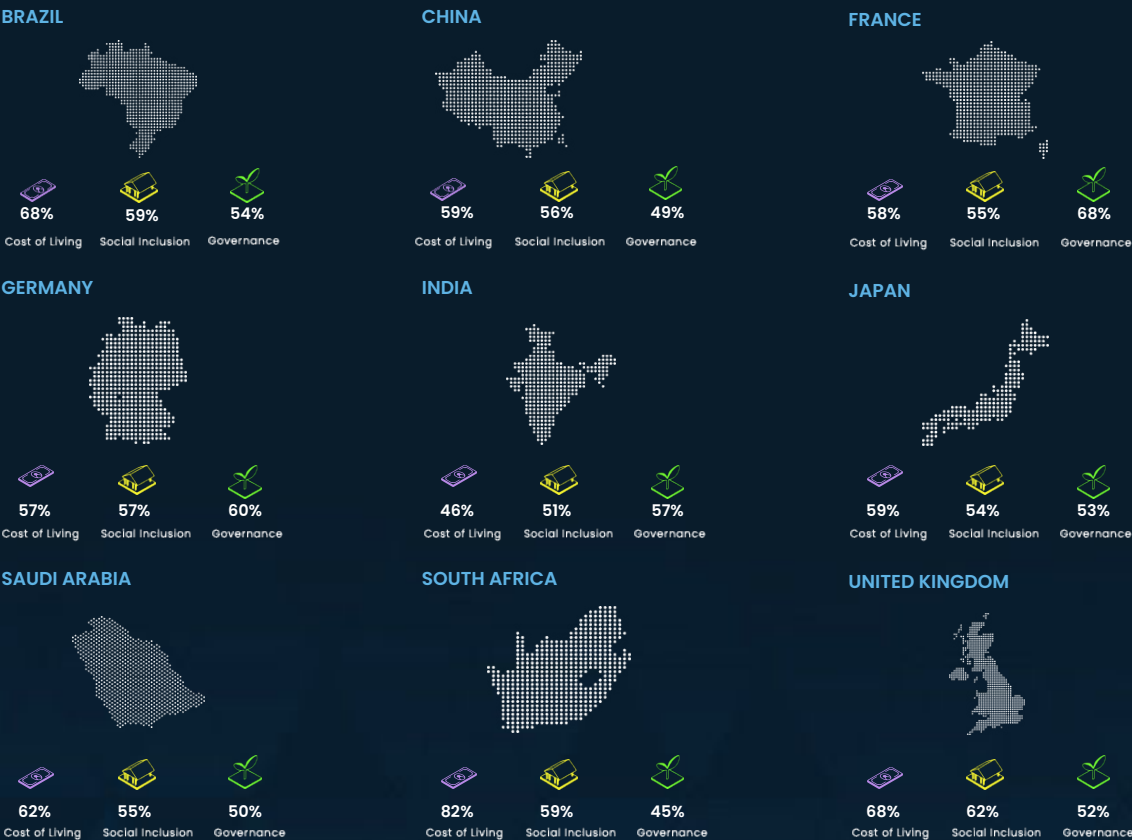 BRAZIL
CHINA
FRANCE
68% 59% 54%
Cost of Living Social Inclusion Governance
59% 56% 49%
Cost of Living Social Inclusion Governance
58% 55% 68%
Cost of Living Social Inclusion Governance
GERMANY
INDIA
JAPAN
57% 57% 60%
Cost of Living Social Inclusion Governance
46% 51% 57%
Cost of Living Social Inclusion Governance
59% 54% 53%
Cost of Living Social Inclusion Governance
SAUDI ARABIA
SOUTH AFRICA
UNITED KINGDOM
62% 55% 50%
Cost of Living Social Inclusion Governance
82% 59% 45%
Cost of Living Social Inclusion Governance
68% 62% 52%
Cost of Living Social Inclusion Governance